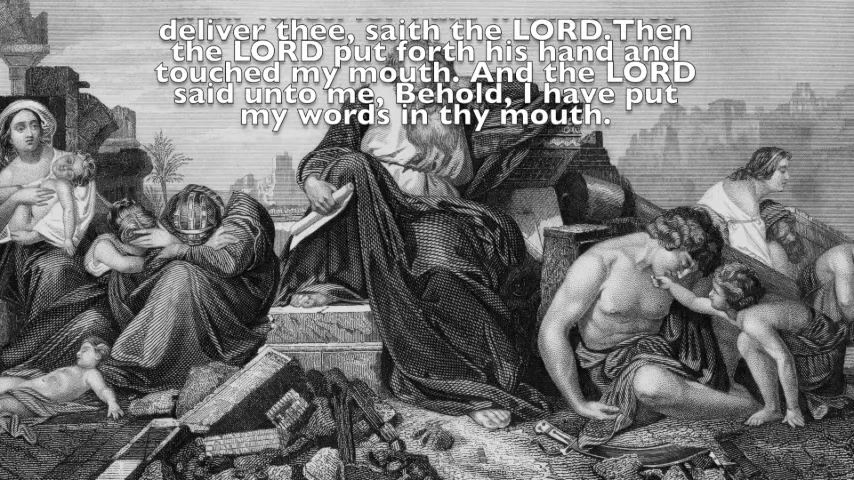 deliver thee, saith the LORD.Then
the LORD put forth his hand and
touched my mouth. And the LORD
said unto me, Behold, I have put
my words in thy mouth.